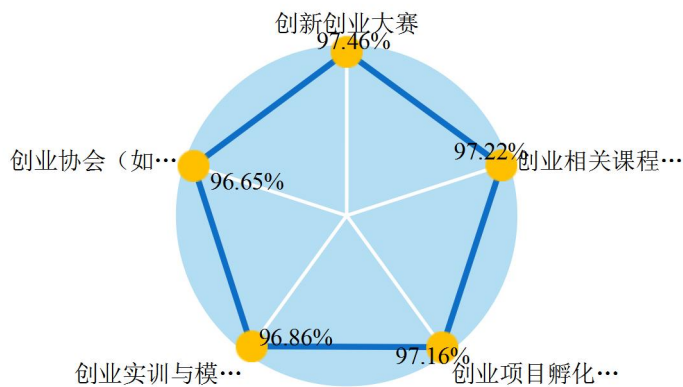 创新创业大赛
97.46%
97.22%
创业相关课程…
创业协会（如…
96.65%
96.86%
97.16%
创业实训与模…
创业项目孵化…